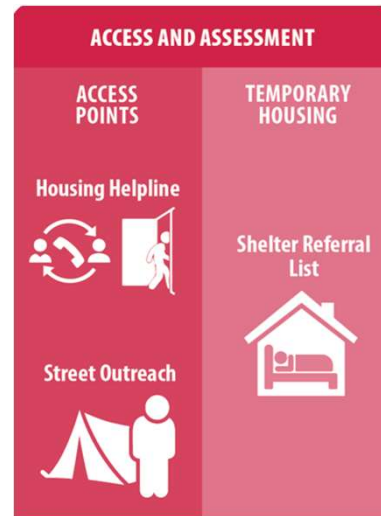 ACCESS AND ASSESSMENT
ACCESS
POINTS
Housing Helpline
Street Outreach
TEMPORARY
HOUSING
Shelter Referral
List